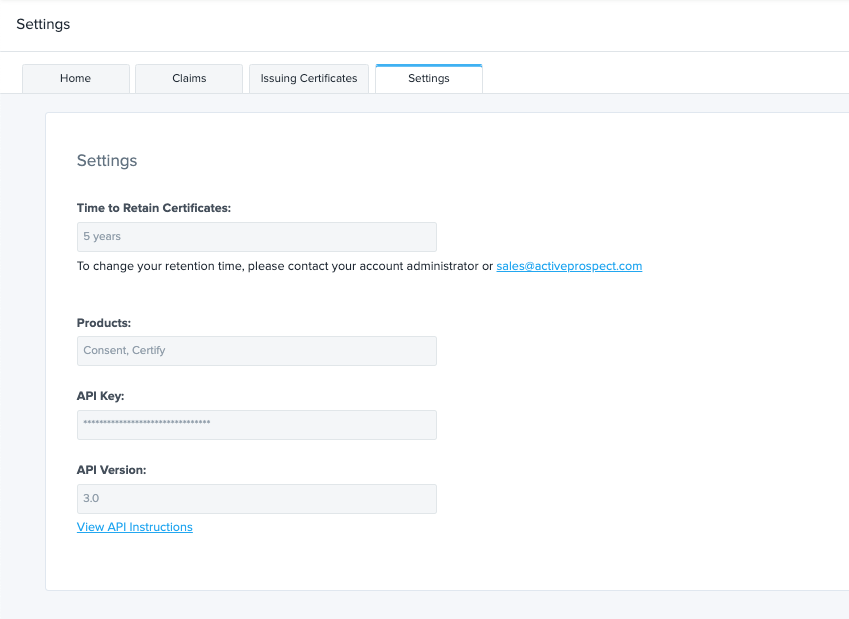 Settings
Home Claims Issuing Certificates Settings
Settings
Time to Retain Certificates:
5 years
To change your retention time, please contact your account administrator or sales@activeprospect.com
Products:
Consent, Certify
API Key:
********************************
API Version:
3.0
View API Instructions